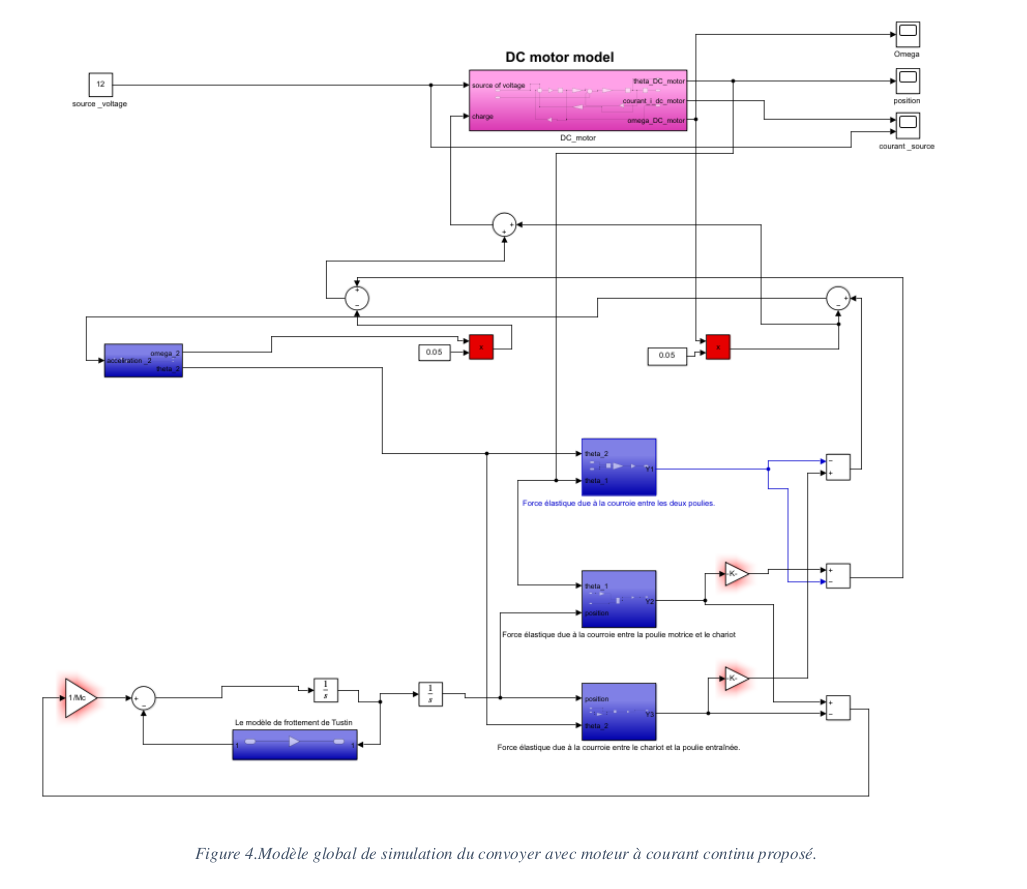 DC motor model
Omega
12
source _voltage
source of voltage
charge
theta_DC_motor
courant_i_dc_motor
omega_DC_motor
DC_motor
position
courant _source
+
+
+
−
+
−
omega_2
theta_2
0.05
×
0.05
×
theta_2
theta_1
Y1
−
+
Force élastique due à la courroie entre les deux poulies.
theta_1
position
Y2
-K-
+
−
Force élastique due à la courroie entre la poulie motrice et le chariot
1/Mc
+
−
1
s
1
s
-K-
position
theta_2
Y3
+
−
Le modèle de frottement de Tustin
1
1
Force élastique due à la courroie entre le chariot et la poulie entraînée.
Figure 4.Modèle global de simulation du convoyer avec moteur à courant continu proposé.